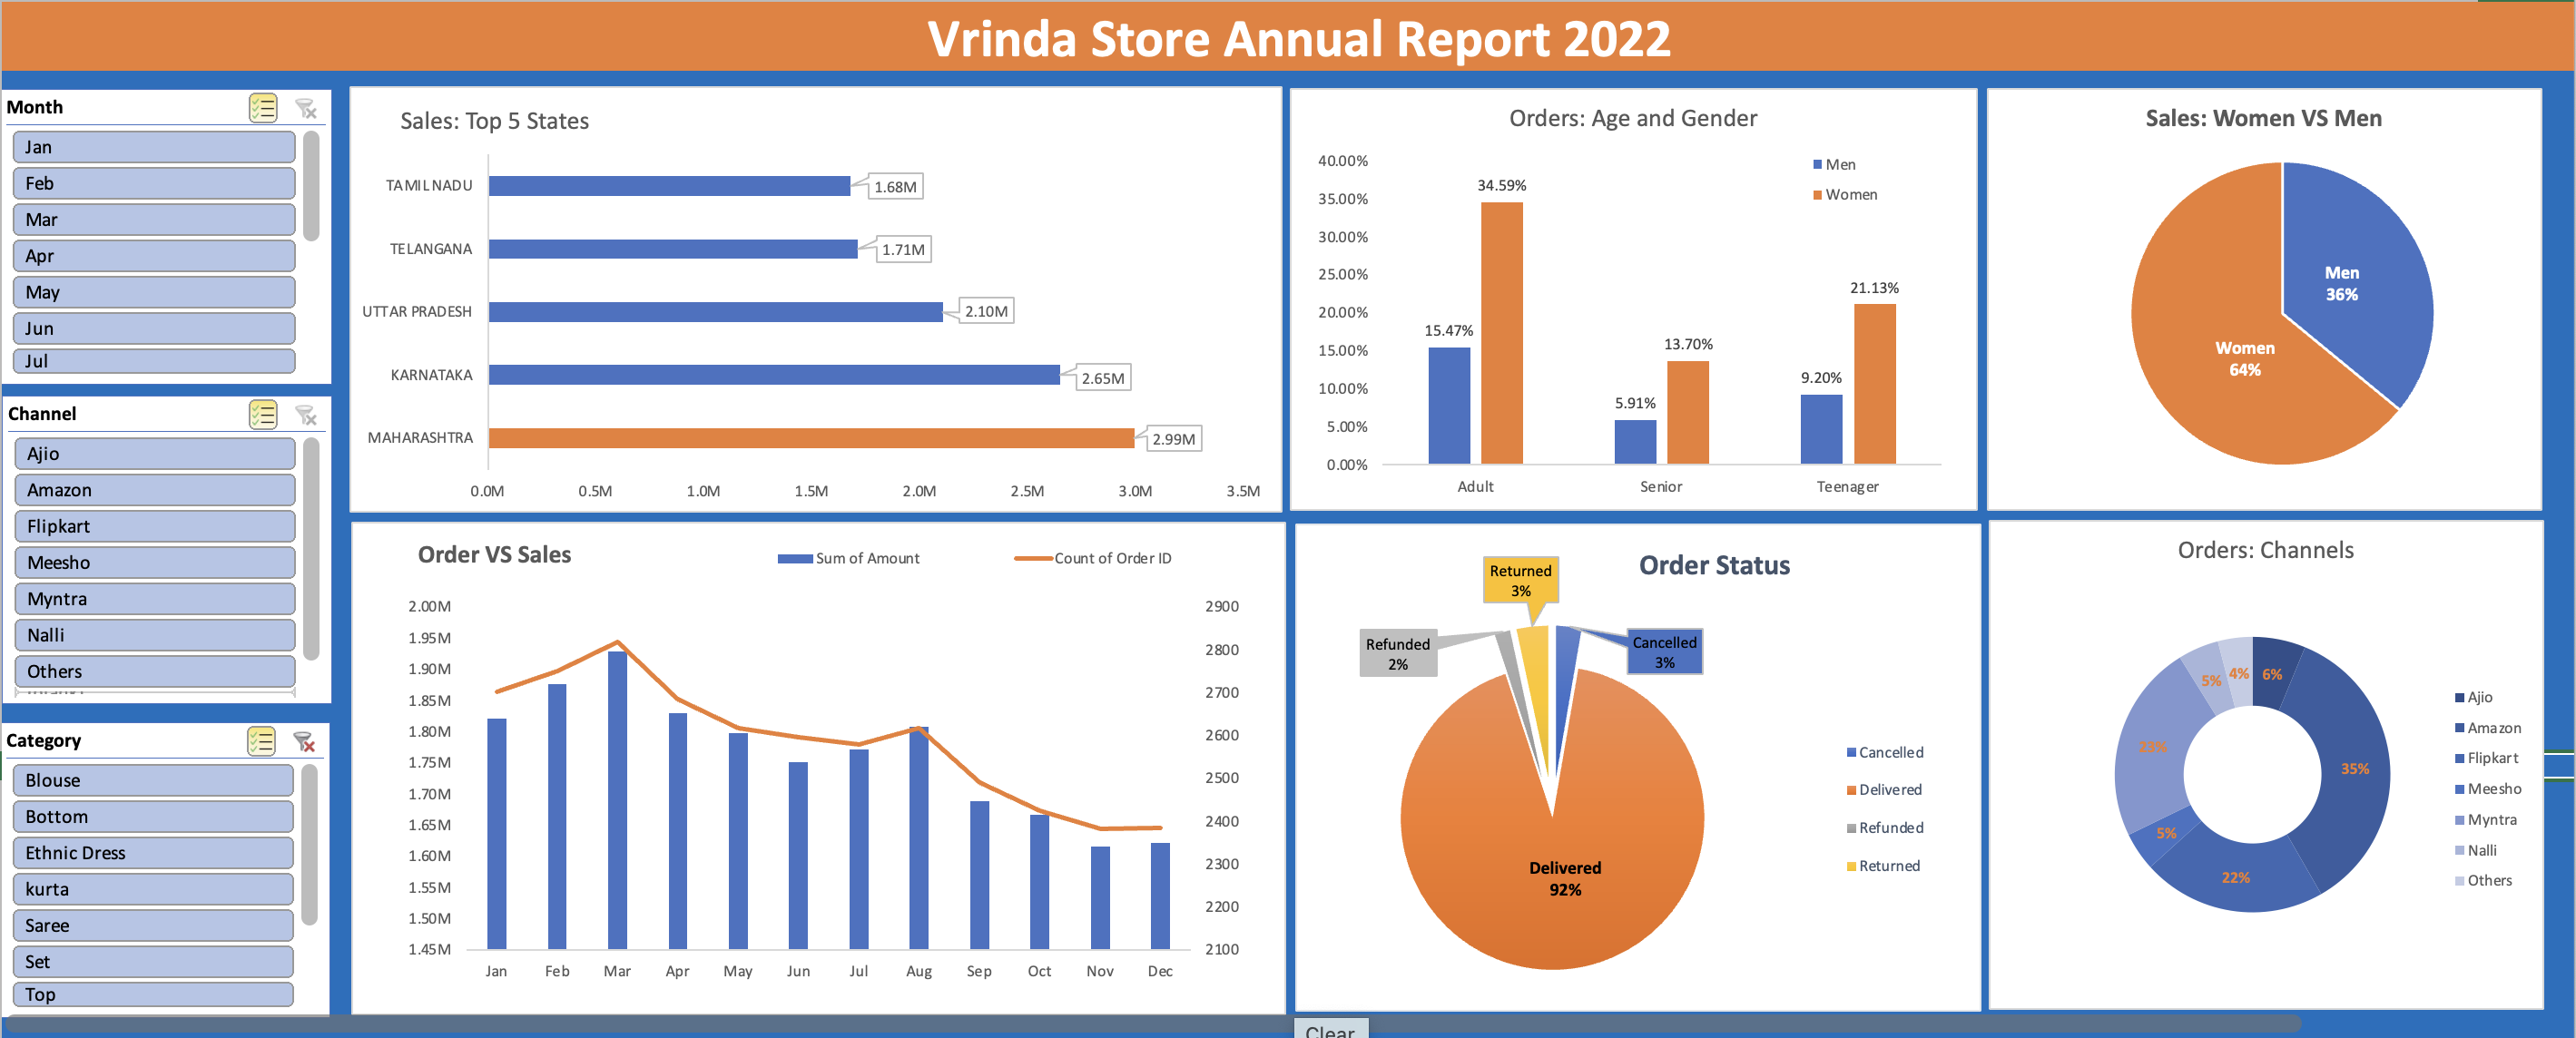 Vrinda Store Annual Report 2022
Month
Jan
Feb
Mar
Apr
May
Jun
Jul
Channel
Ajio
Amazon
Flipkart
Meesho
Myntra
Nalli
Others
Category
Blouse
Bottom
Ethnic Dress
kurta
Saree
Set
Top
Sales: Top 5 States
TAMIL NADU
1.68M
TELANGANA
1.71M
UTTAR PRADESH
2.10M
KARNATAKA
2.65M
MAHARASHTRA
2.99M
0.0M 0.5M 1.0M 1.5M 2.0M 2.5M 3.0M 3.5M
Orders: Age and Gender
Men
Women
40.00%
35.00%
30.00%
25.00%
20.00%
15.00%
10.00%
5.00%
0.00%
15.47%
34.59%
5.91%
13.70%
9.20%
21.13%
Adult Senior Teenager
Sales: Women VS Men
Men
36%
Women
64%
Order VS Sales
Sum of Amount
Count of Order ID
2.00M
1.95M
1.90M
1.85M
1.80M
1.75M
1.70M
1.65M
1.60M
1.55M
1.50M
1.45M
2900
2800
2700
2600
2500
2400
2300
2200
2100
Jan Feb Mar Apr May Jun Jul Aug Sep Oct Nov Dec
Order Status
Returned
3%
Refunded
2%
Cancelled
3%
Delivered
92%
Cancelled
Delivered
Refunded
Returned
Orders: Channels
6%
35%
22%
5%
23%
5%
4%
Ajio
Amazon
Flipkart
Meesho
Myntra
Nalli
Others
Clear